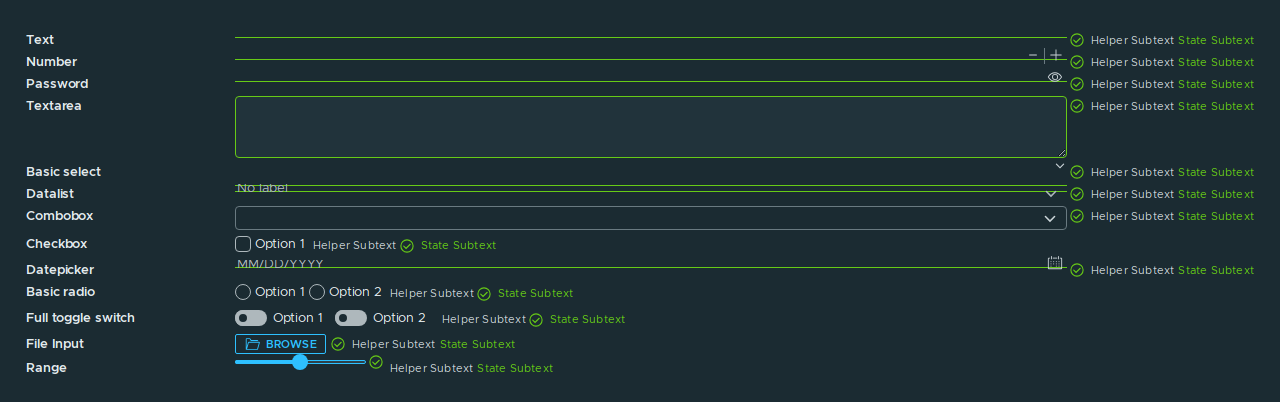 Text Helper Subtext State Subtext
Number Helper Subtext State Subtext
Password Helper Subtext State Subtext
Textarea Helper Subtext State Subtext
Basic select Helper Subtext State Subtext
Datalist No label Helper Subtext State Subtext
Combobox Helper Subtext State Subtext
Checkbox Option 1 Helper Subtext State Subtext
Datepicker MM/DD/YYYY Helper Subtext State Subtext
Basic radio Option 1 Option 2 Helper Subtext State Subtext
Full toggle switch Option 1 Option 2 Helper Subtext State Subtext
File Input BROWSE Helper Subtext State Subtext
Range Helper Subtext State Subtext